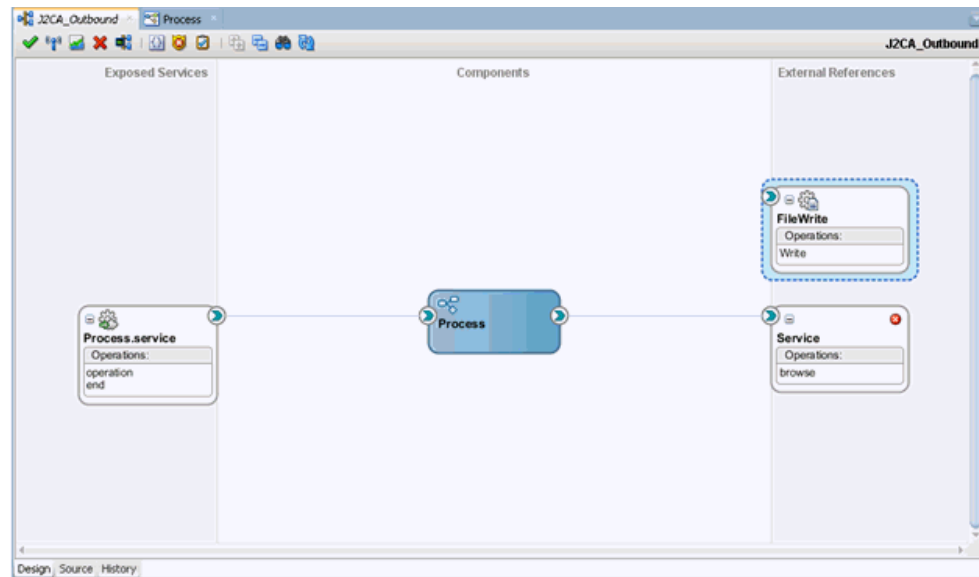 J2CA_Outbound Process
J2CA_Outbound
Exposed Services Components External References
FileWrite
Operations:
Write
Process
Process.service
Operations:
operation
end
Service
Operations:
browse
Design Source History